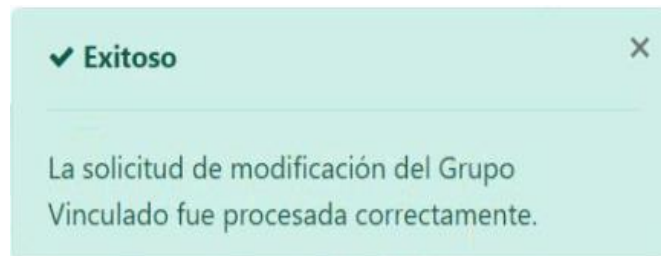 ✔ Exitoso ×
La solicitud de modificación del Grupo
Vinculado fue procesada correctamente.